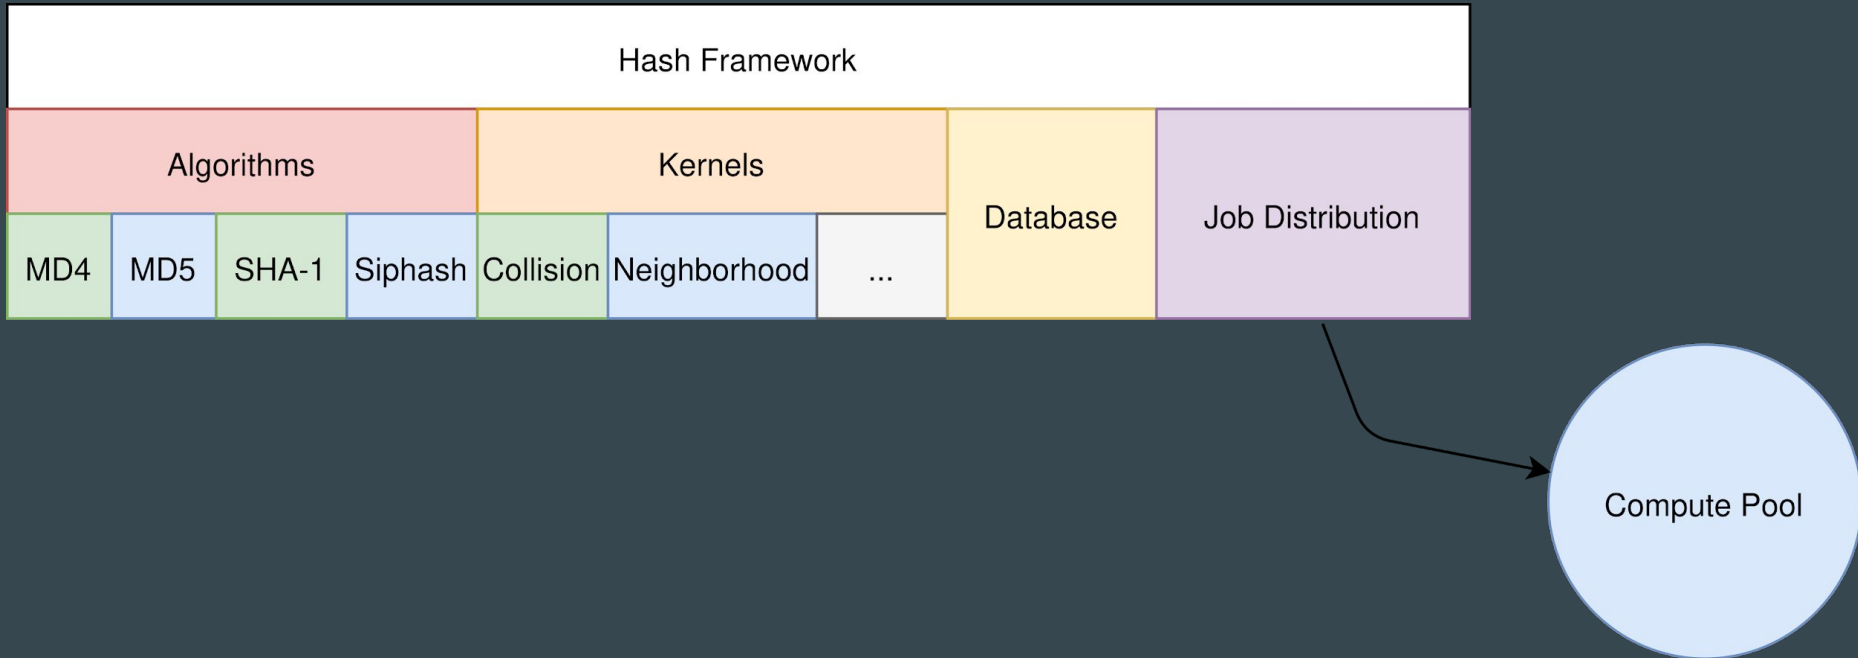 Hash Framework
Algorithms
Kernels
Database
Job Distribution
MD4
MD5
SHA-1
Siphash
Collision
Neighborhood
...
Compute Pool